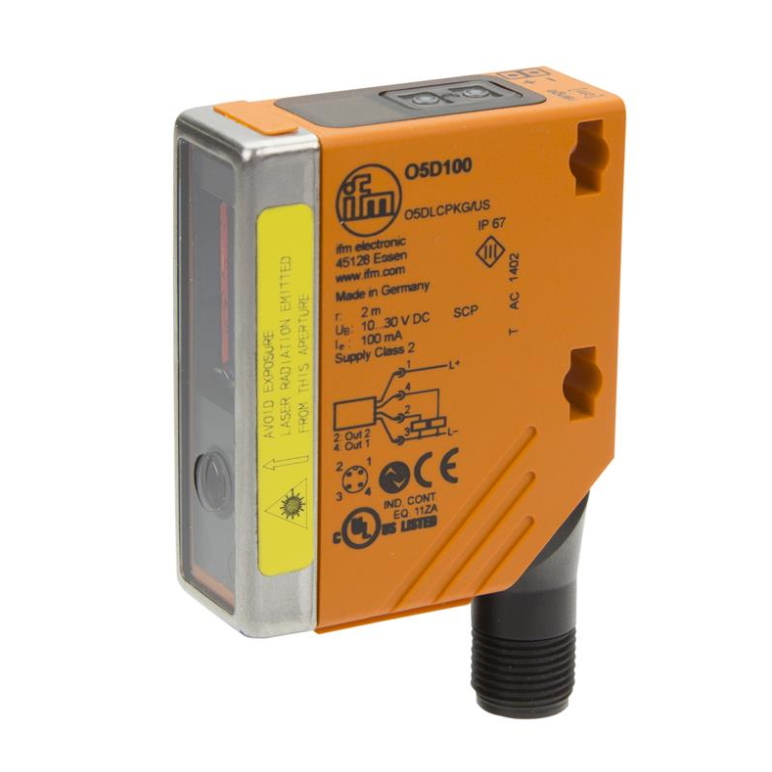 range
ifm
O5D100
O5DLCPKG/US
IP 67
ifm electronic
45128 Essen
www.ifm.com
Made in Germany
r: 2 m
UB: 10...30 V DC
SCP
Ie: 100 mA
Supply Class 2
T AC 1402
1 L+
4
2
3 L-
2: Out 2
4: Out 1
2 1
3 4
CE
IND. CONT
EQ. 11ZA
C UL US LISTED
AVOID EXPOSURE
LASER RADIATION EMITTED
FROM THIS APERTURE